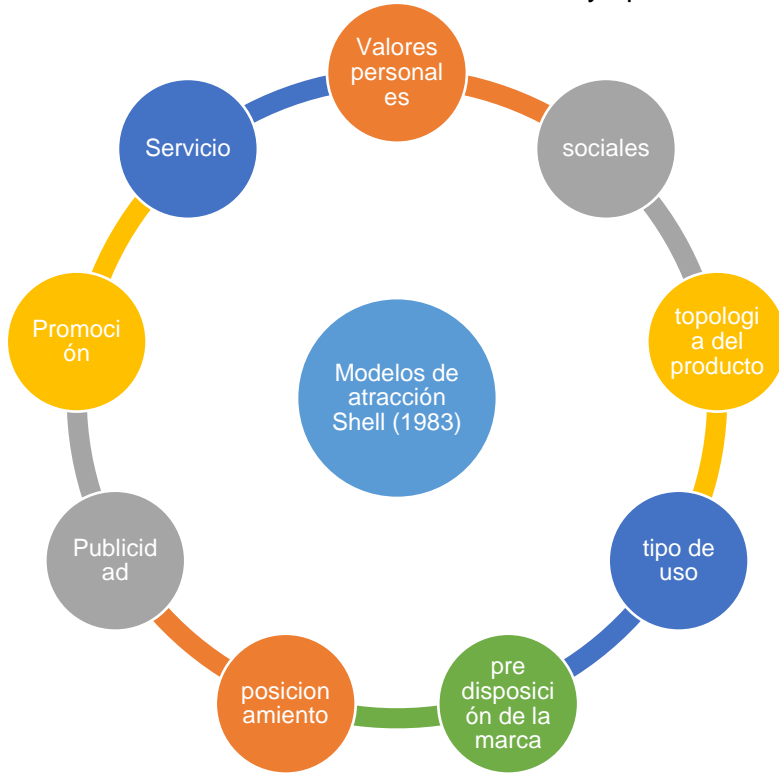 Valores
personal
es
sociales
topologi
a del
producto
tipo de
uso
pre
disposici
ón de la
marca
posicion
amiento
Publicid
ad
Promoci
ón
Servicio
Modelos de
atracción
Shell (1983)